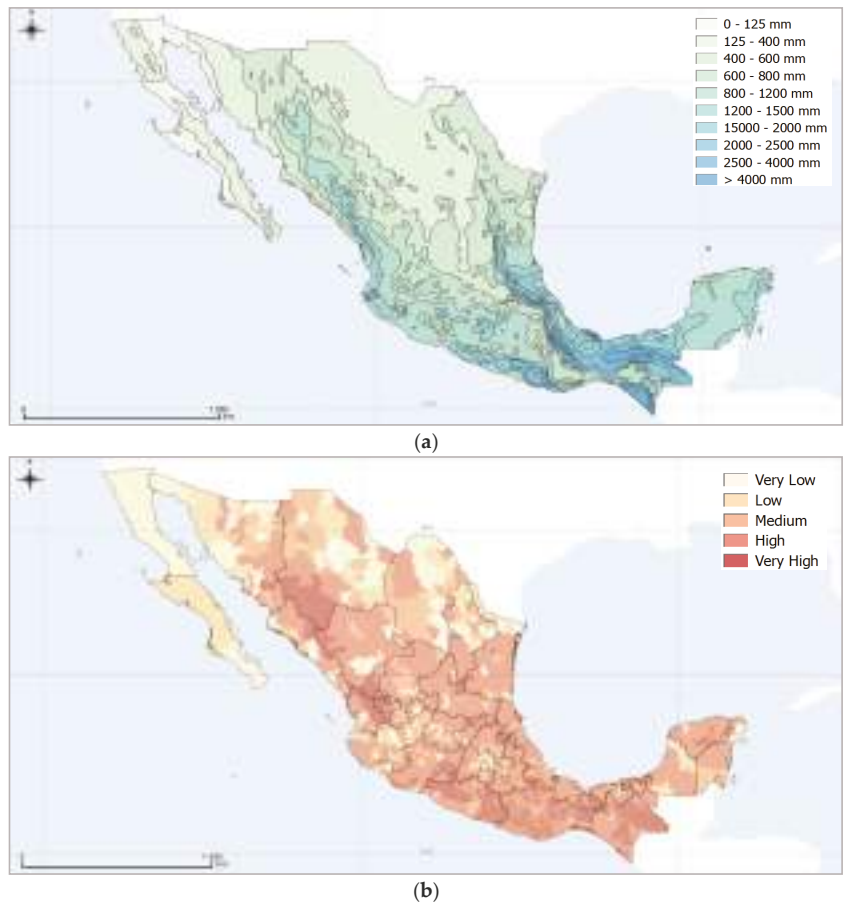 0 - 125 mm
125 - 400 mm
400 - 600 mm
600 - 800 mm
800 - 1200 mm
1200 - 1500 mm
15000 - 2000 mm
2000 - 2500 mm
2500 - 4000 mm
> 4000 mm
(a)
Very Low
Low
Medium
High
Very High
(b)